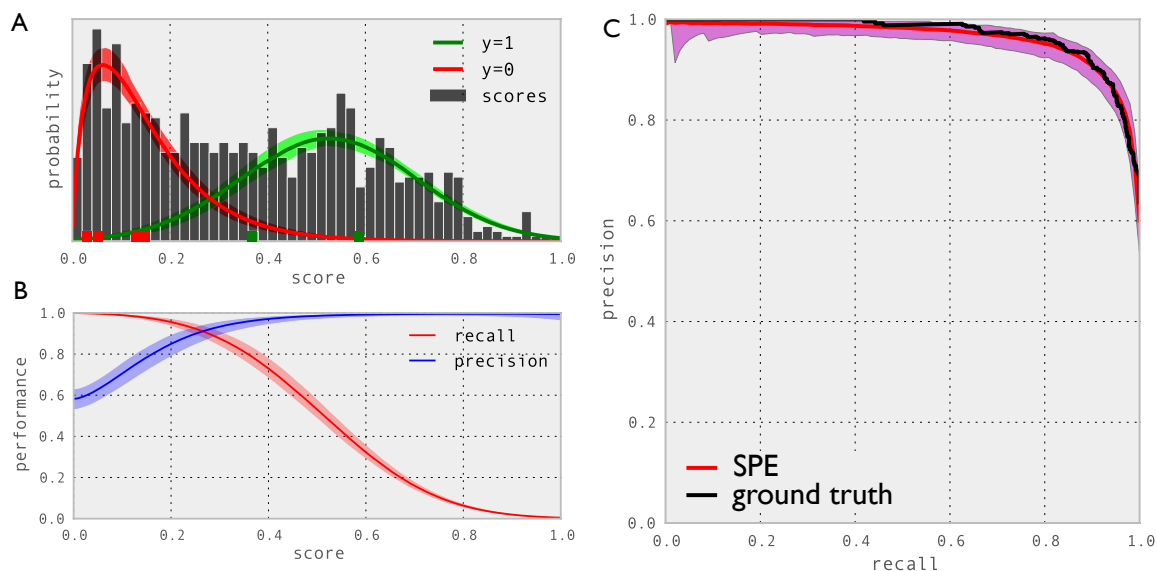 A
probability
y=1
y=0
scores
0.0 0.2 0.4 0.6 0.8 1.0
score
B
performance
1.0
0.8
0.6
0.4
0.2
0.0
recall
precision
0.0 0.2 0.4 0.6 0.8 1.0
score
C
precision
1.0
0.8
0.6
0.4
0.2
0.0
SPE
ground truth
0.0 0.2 0.4 0.6 0.8 1.0
recall